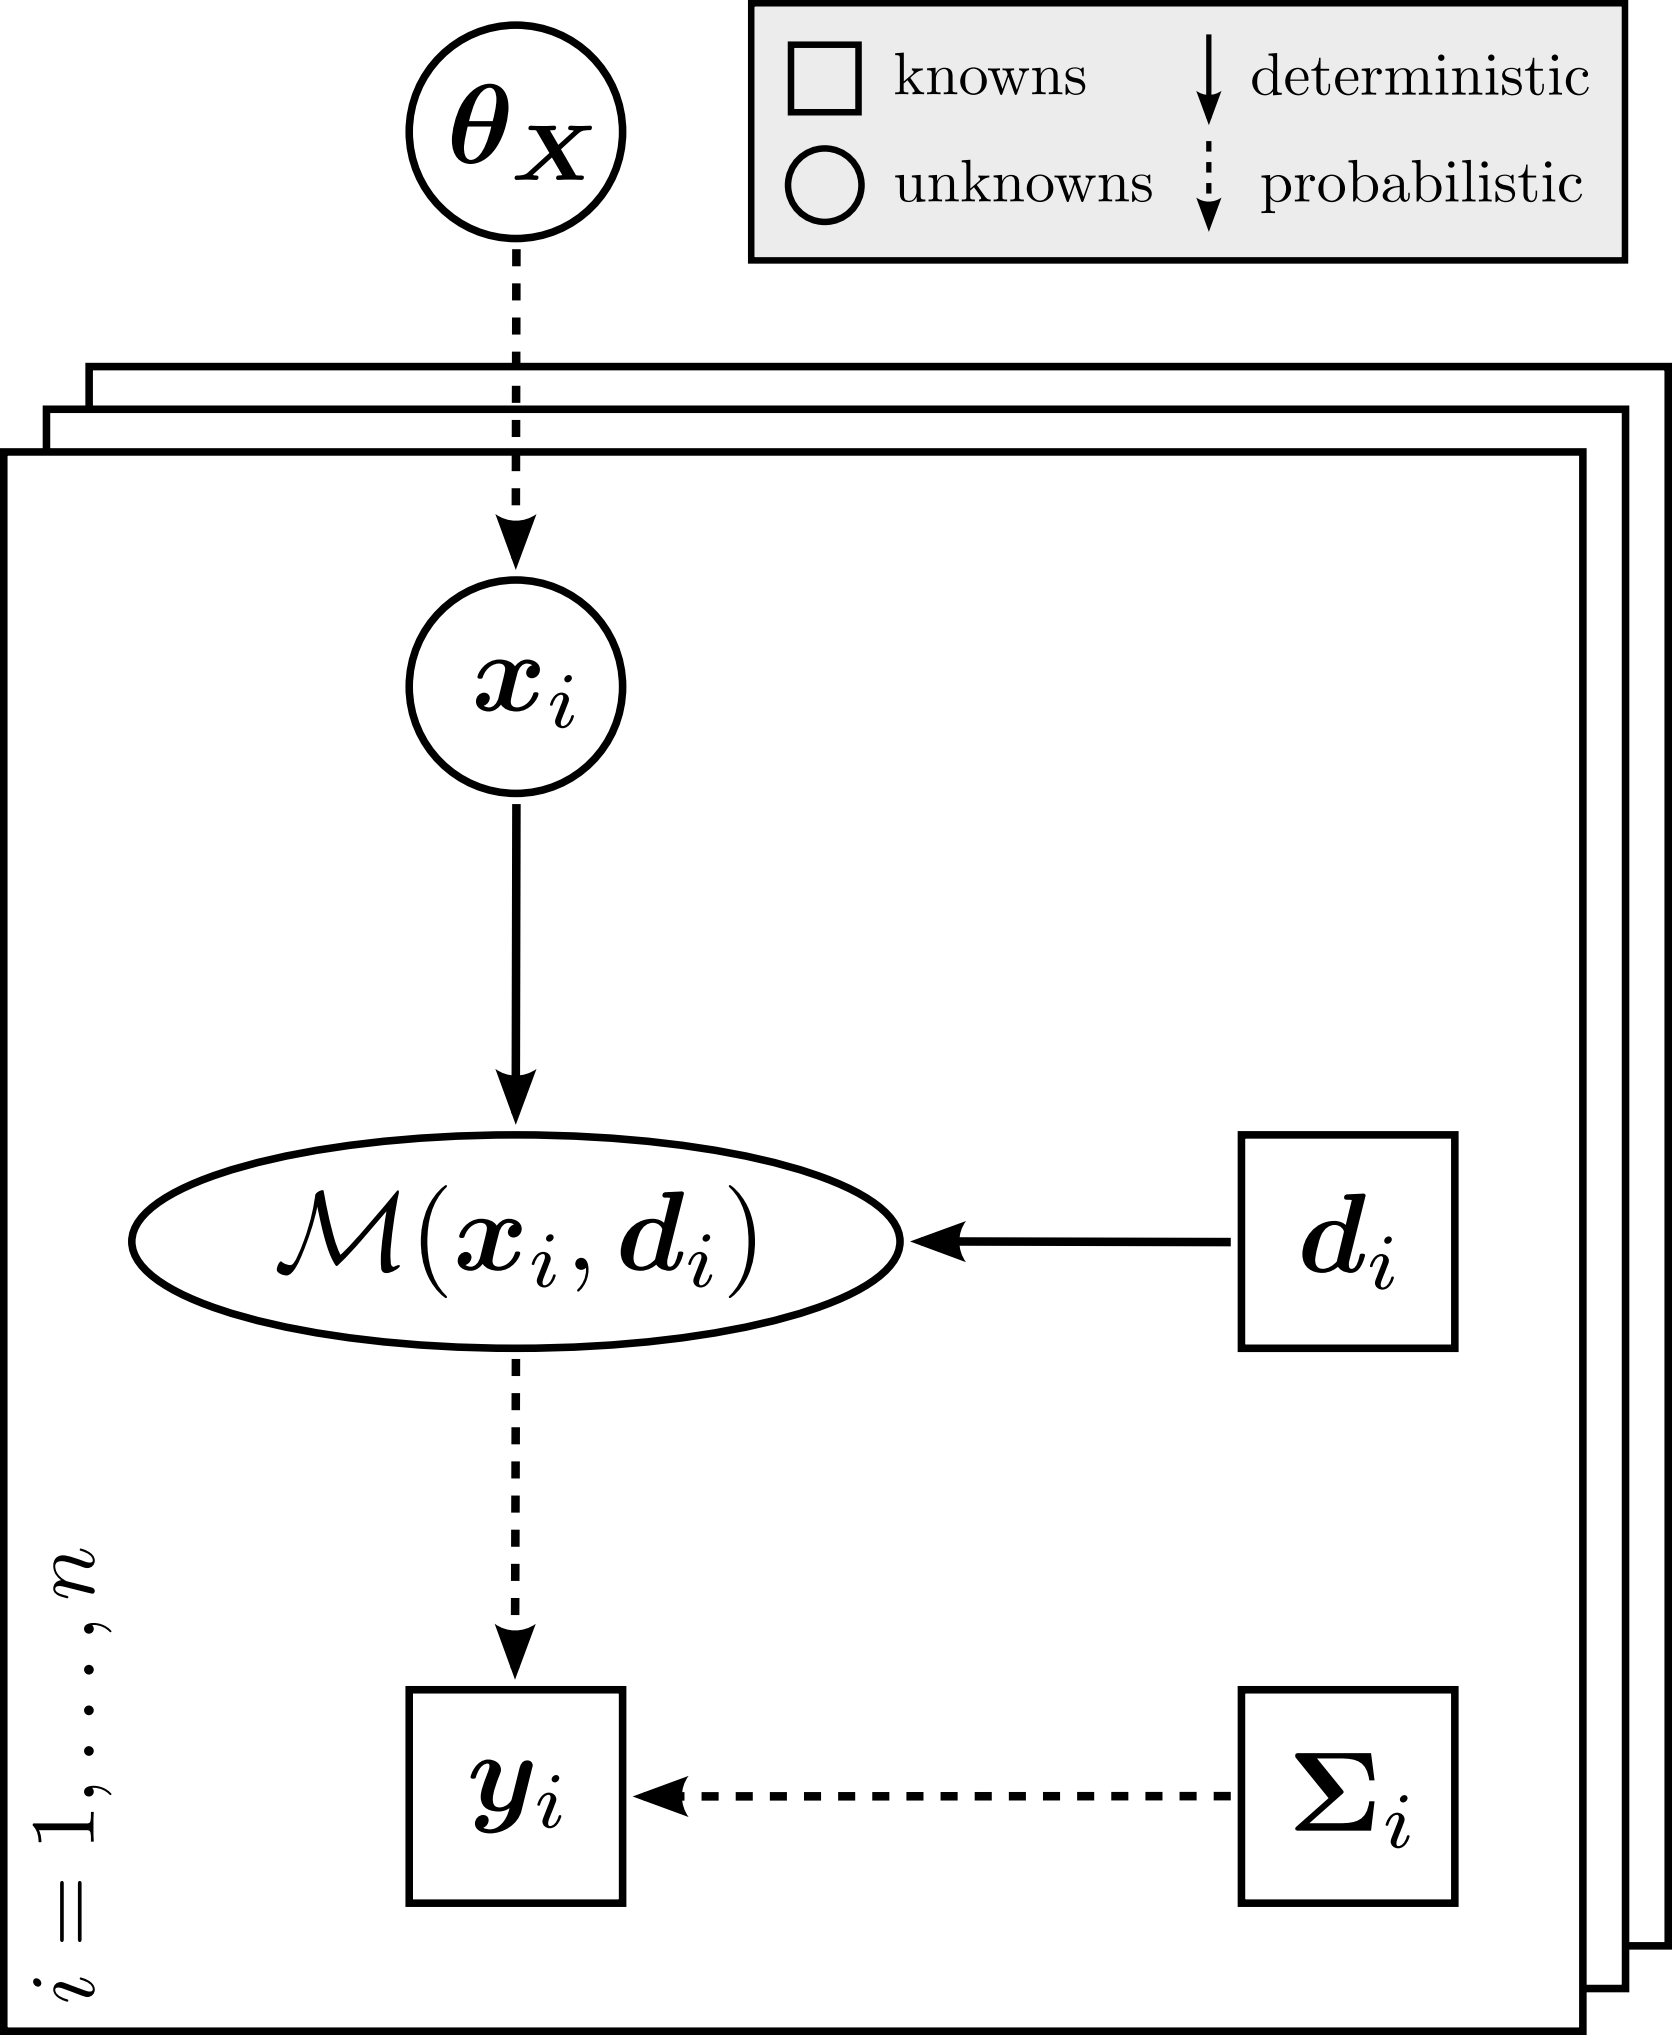 θ_X
knowns
deterministic
unknowns
probabilistic
x_i
M(x_i, d_i)
d_i
y_i
Σ_i
i = 1, . . . , n